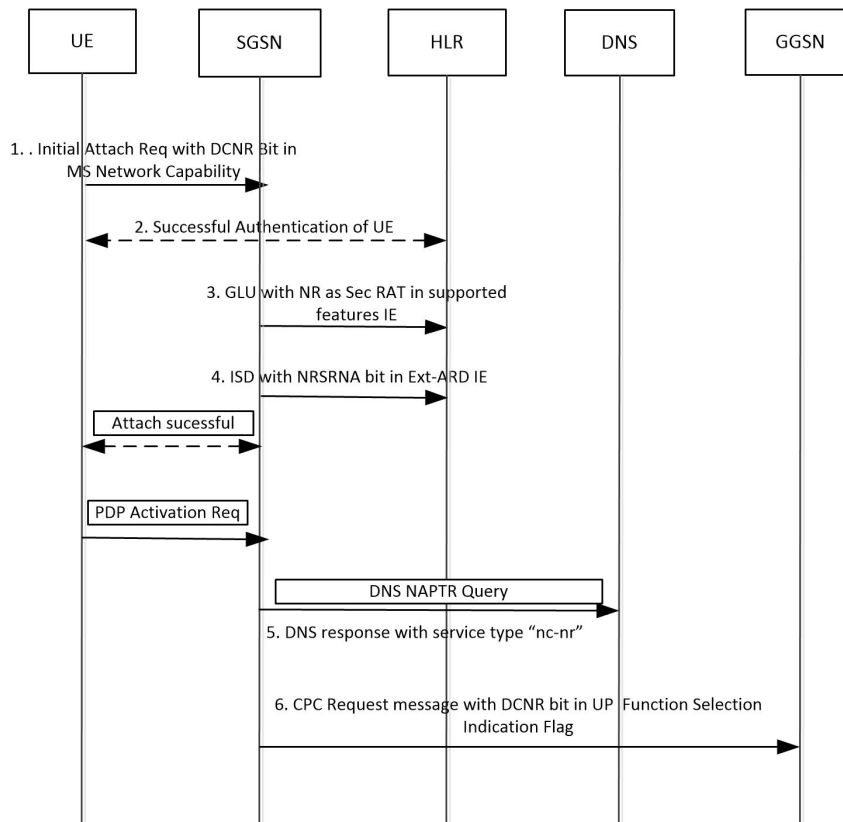 UE
SGSN
HLR
DNS
GGSN
1. . Initial Attach Req with DCNR Bit in
MS Network Capability
2. Successful Authentication of UE
3. GLU with NR as Sec RAT in supported
features IE
4. ISD with NRSRNA bit in Ext-ARD IE
Attach sucessful
PDP Activation Req
DNS NAPTR Query
5. DNS response with service type “nc-nr”
6. CPC Request message with DCNR bit in UP Function Selection
Indication Flag